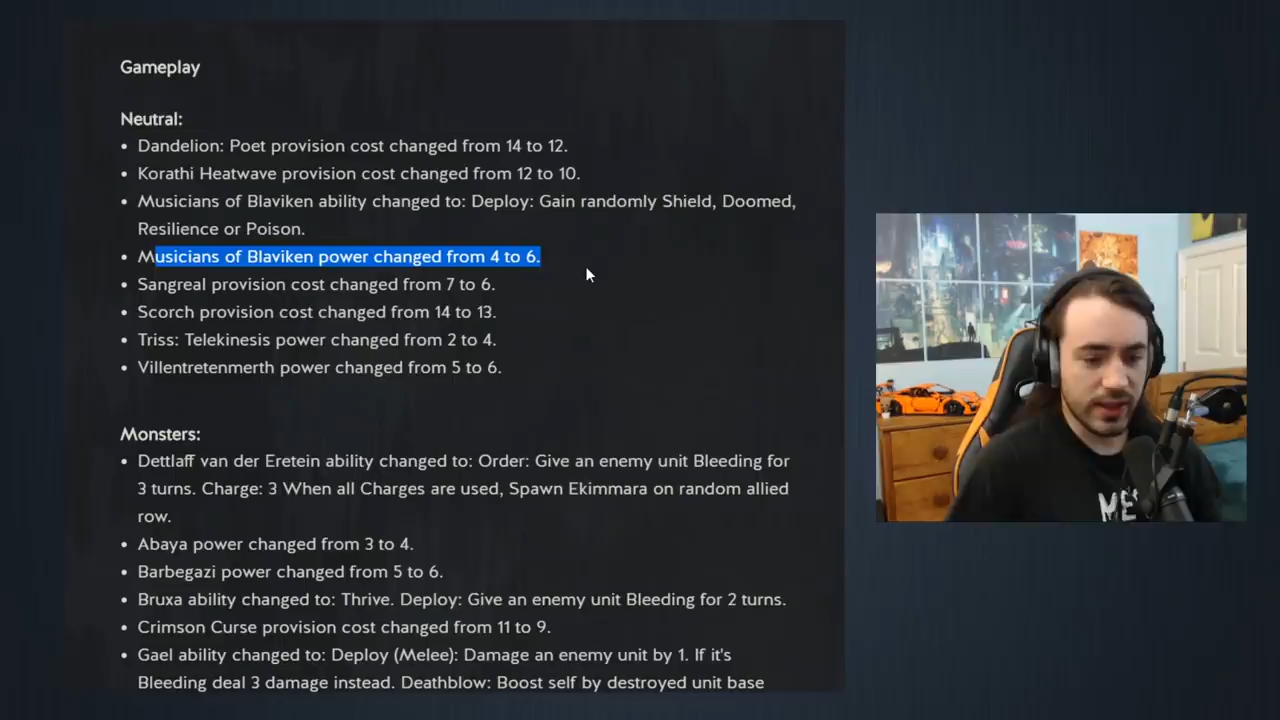 Gameplay
Neutral:
• Dandelion: Poet provision cost changed from 14 to 12.
• Korathi Heatwave provision cost changed from 12 to 10.
• Musicians of Blaviken ability changed to: Deploy: Gain randomly Shield, Doomed,
Resilience or Poison.
• Musicians of Blaviken power changed from 4 to 6.
• Sangreal provision cost changed from 7 to 6.
• Scorch provision cost changed from 14 to 13.
• Triss: Telekinesis power changed from 2 to 4.
• Villentretenmerth power changed from 5 to 6.
Monsters:
• Dettlaff van der Eretein ability changed to: Order: Give an enemy unit Bleeding for
3 turns. Charge: 3 When all Charges are used, Spawn Ekimmara on random allied
row.
• Abaya power changed from 3 to 4.
• Barbegazi power changed from 5 to 6.
• Bruxa ability changed to: Thrive. Deploy: Give an enemy unit Bleeding for 2 turns.
• Crimson Curse provision cost changed from 11 to 9.
• Gael ability changed to: Deploy (Melee): Damage an enemy unit by 1. If it's
Bleeding deal 3 damage instead. Deathblow: Boost self by destroyed unit base